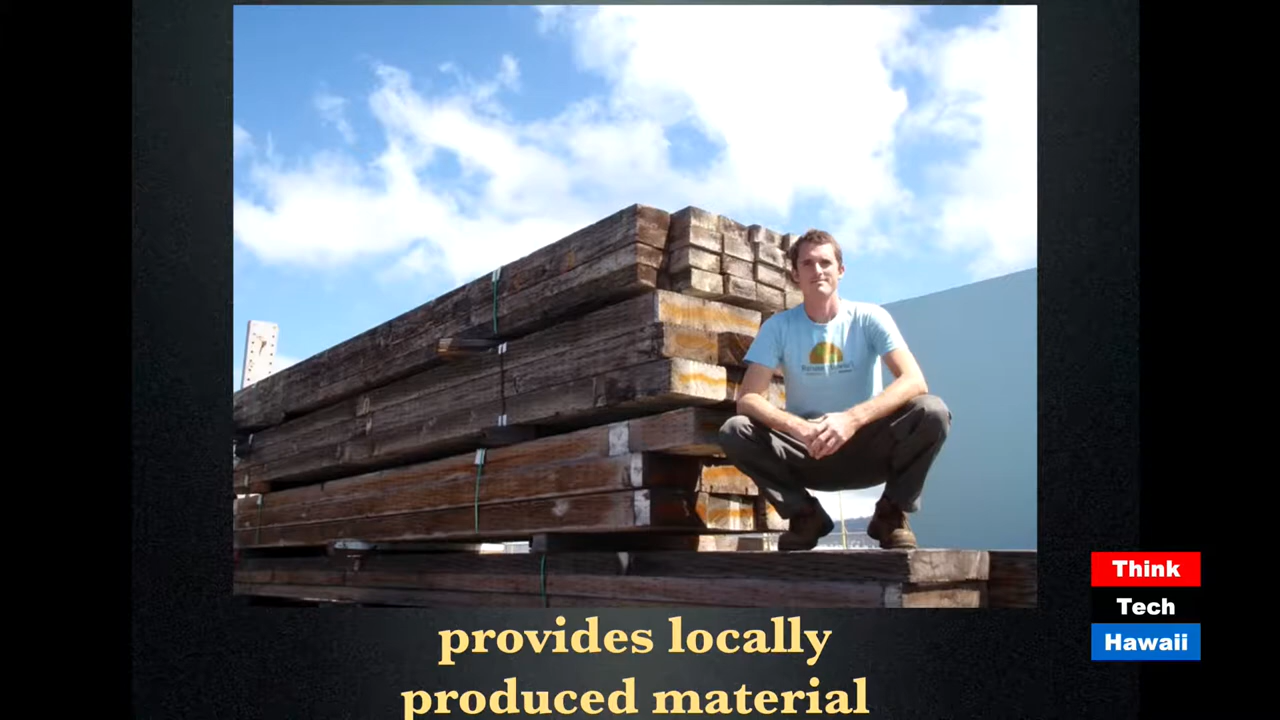 provides locally
produced material
Think
Tech
Hawaii